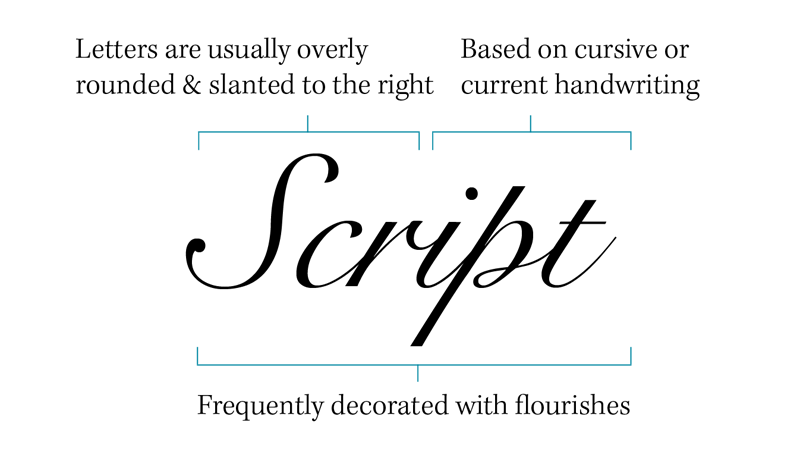 Letters are usually overly
rounded & slanted to the right
Based on cursive or
current handwriting
Script
Frequently decorated with flourishes